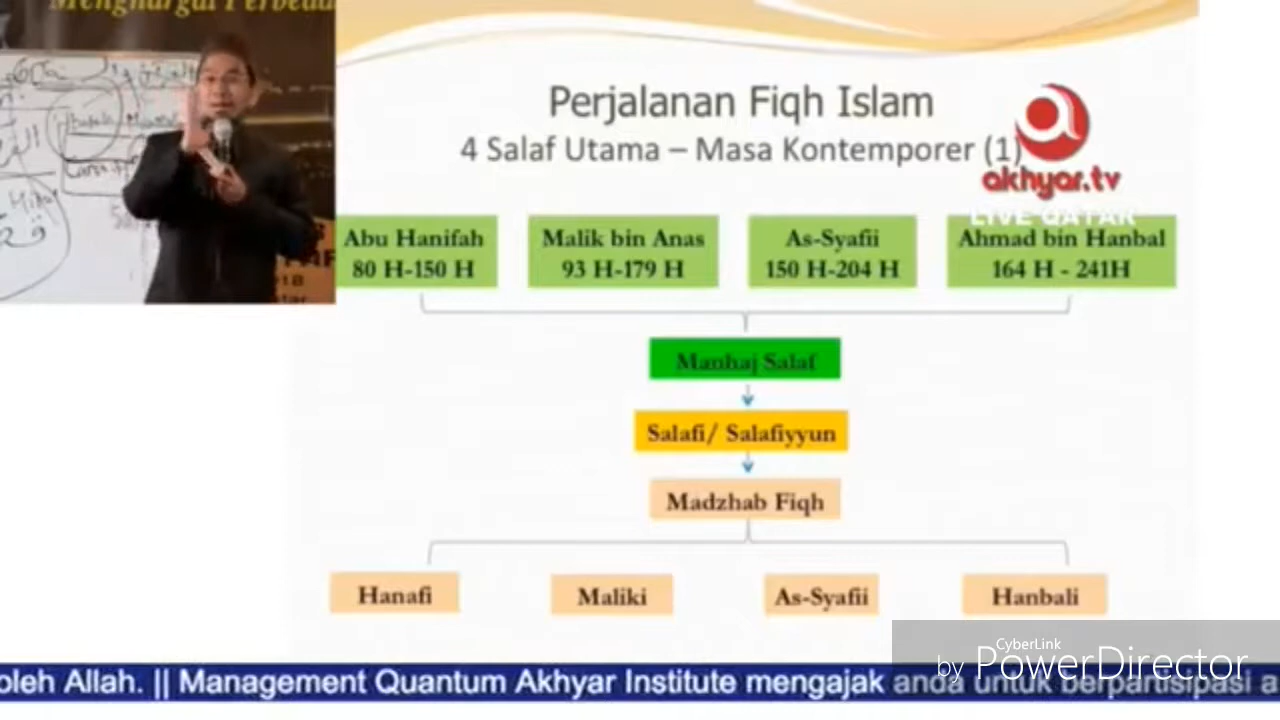 Menghargai Perbeda
Perjalanan Fiqh Islam
4 Salaf Utama – Masa Kontemporer (1)
akhyar.tv
LIVE QATAR
Abu Hanifah
80 H-150 H
Malik bin Anas
93 H-179 H
As-Syafii
150 H-204 H
Ahmad bin Hanbal
164 H - 241H
Manhaj Salaf
Salafi/ Salafiyyun
Madzhab Fiqh
Hanafi
Maliki
As-Syafii
Hanbali
CyberLink
by PowerDirector
oleh Allah. || Management Quantum Akhyar Institute mengajak anda untuk berpartisipasi a